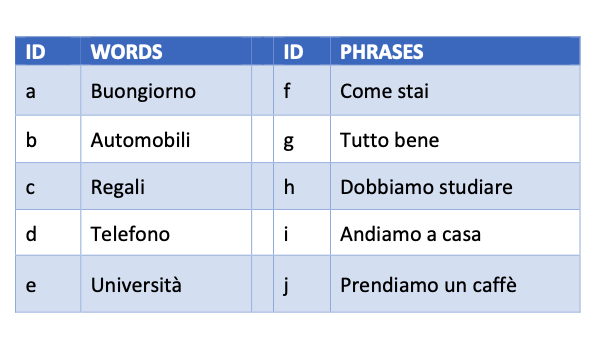 ID WORDS ID PHRASES
a Buongiorno f Come stai
b Automobili g Tutto bene
c Regali h Dobbiamo studiare
d Telefono i Andiamo a casa
e Università j Prendiamo un caffè